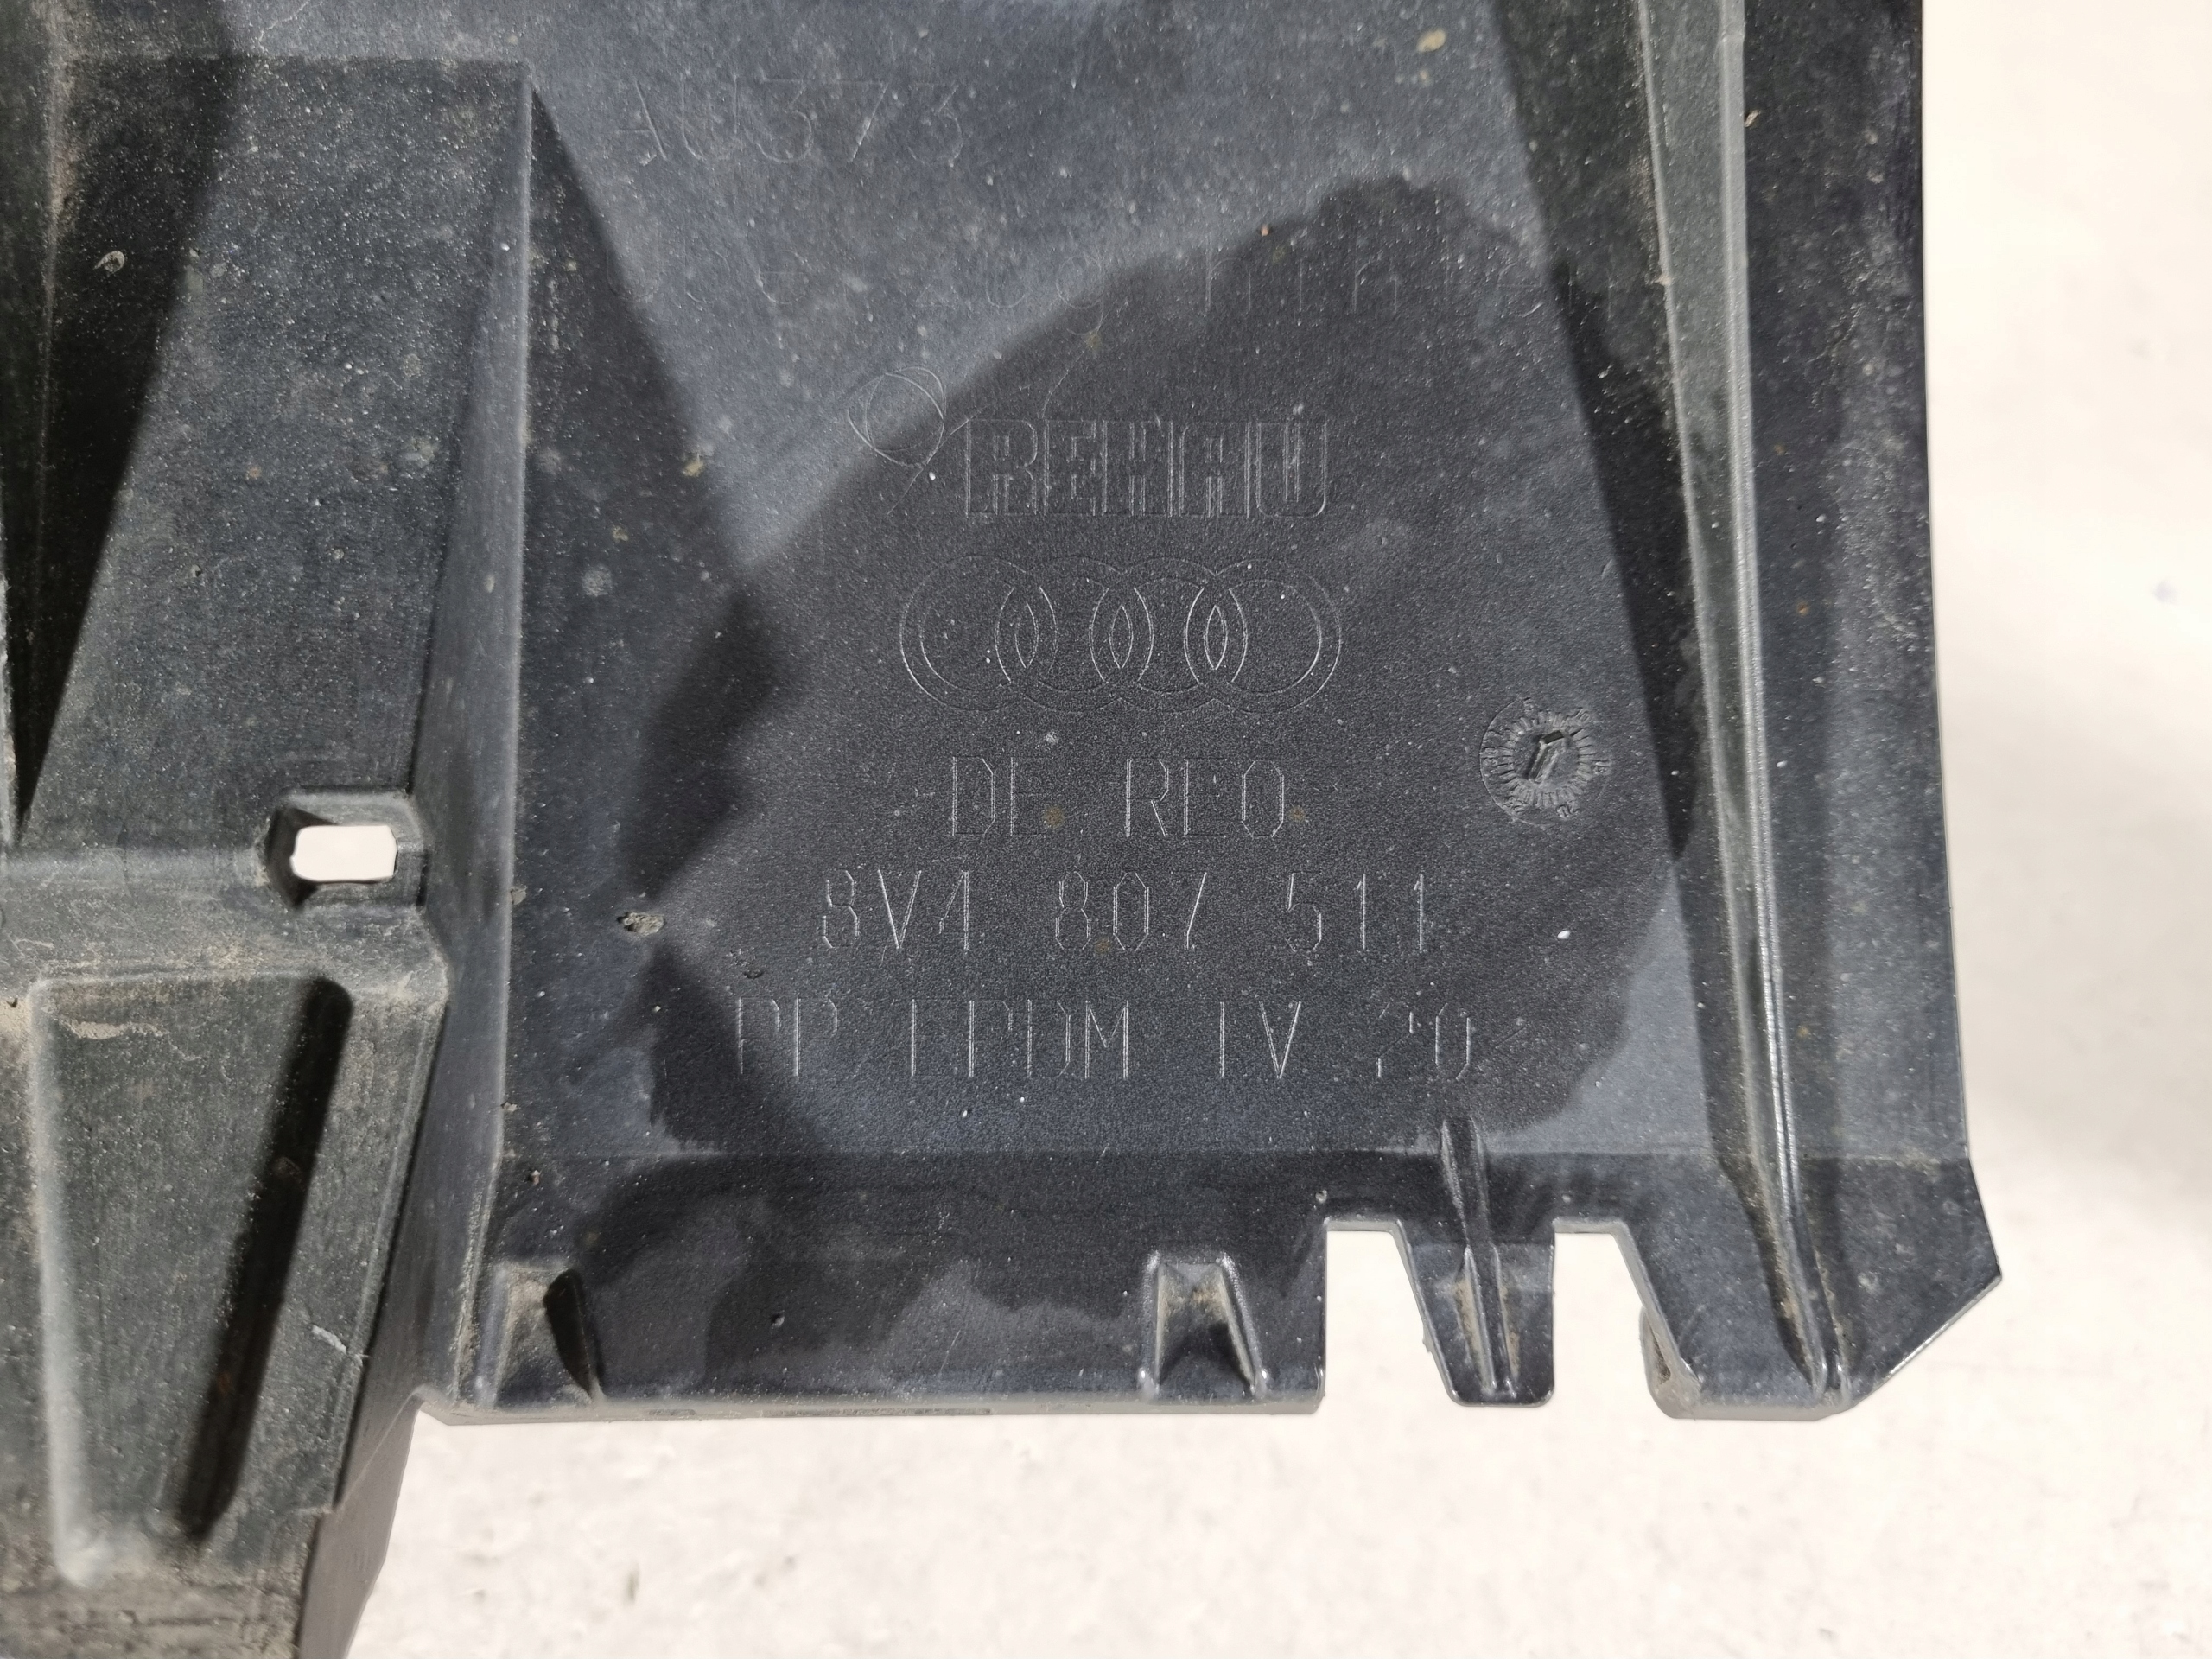 AU373
REHAU
DE REO
8V4 807 511
PP EPDM TV 20